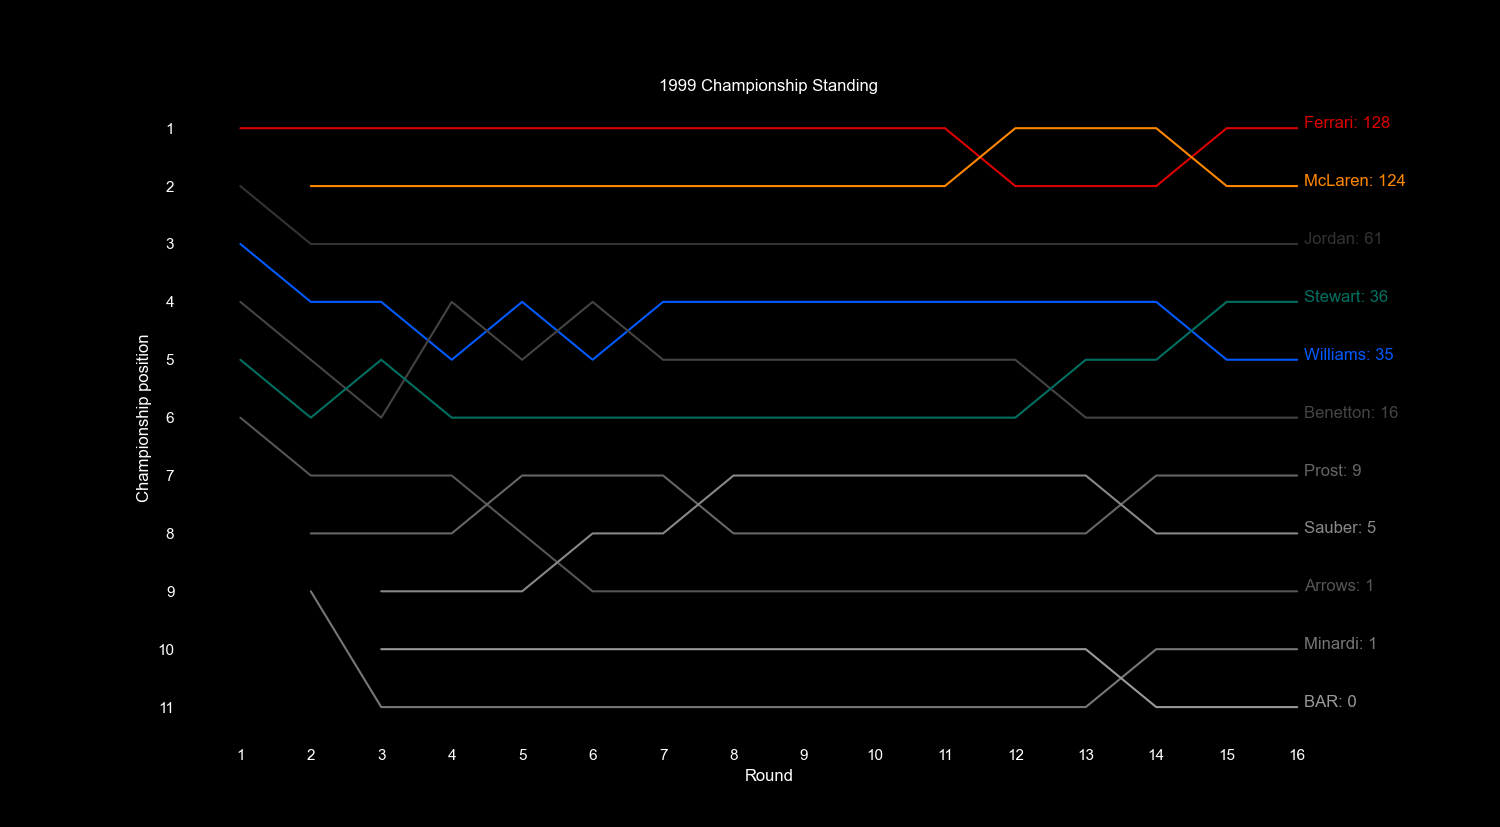 1999 Championship Standing
Championship position
1
2
3
4
5
6
7
8
9
10
11
Ferrari: 128
McLaren: 124
Jordan: 61
Stewart: 36
Williams: 35
Benetton: 16
Prost: 9
Sauber: 5
Arrows: 1
Minardi: 1
BAR: 0
1 2 3 4 5 6 7 8 9 10 11 12 13 14 15 16
Round